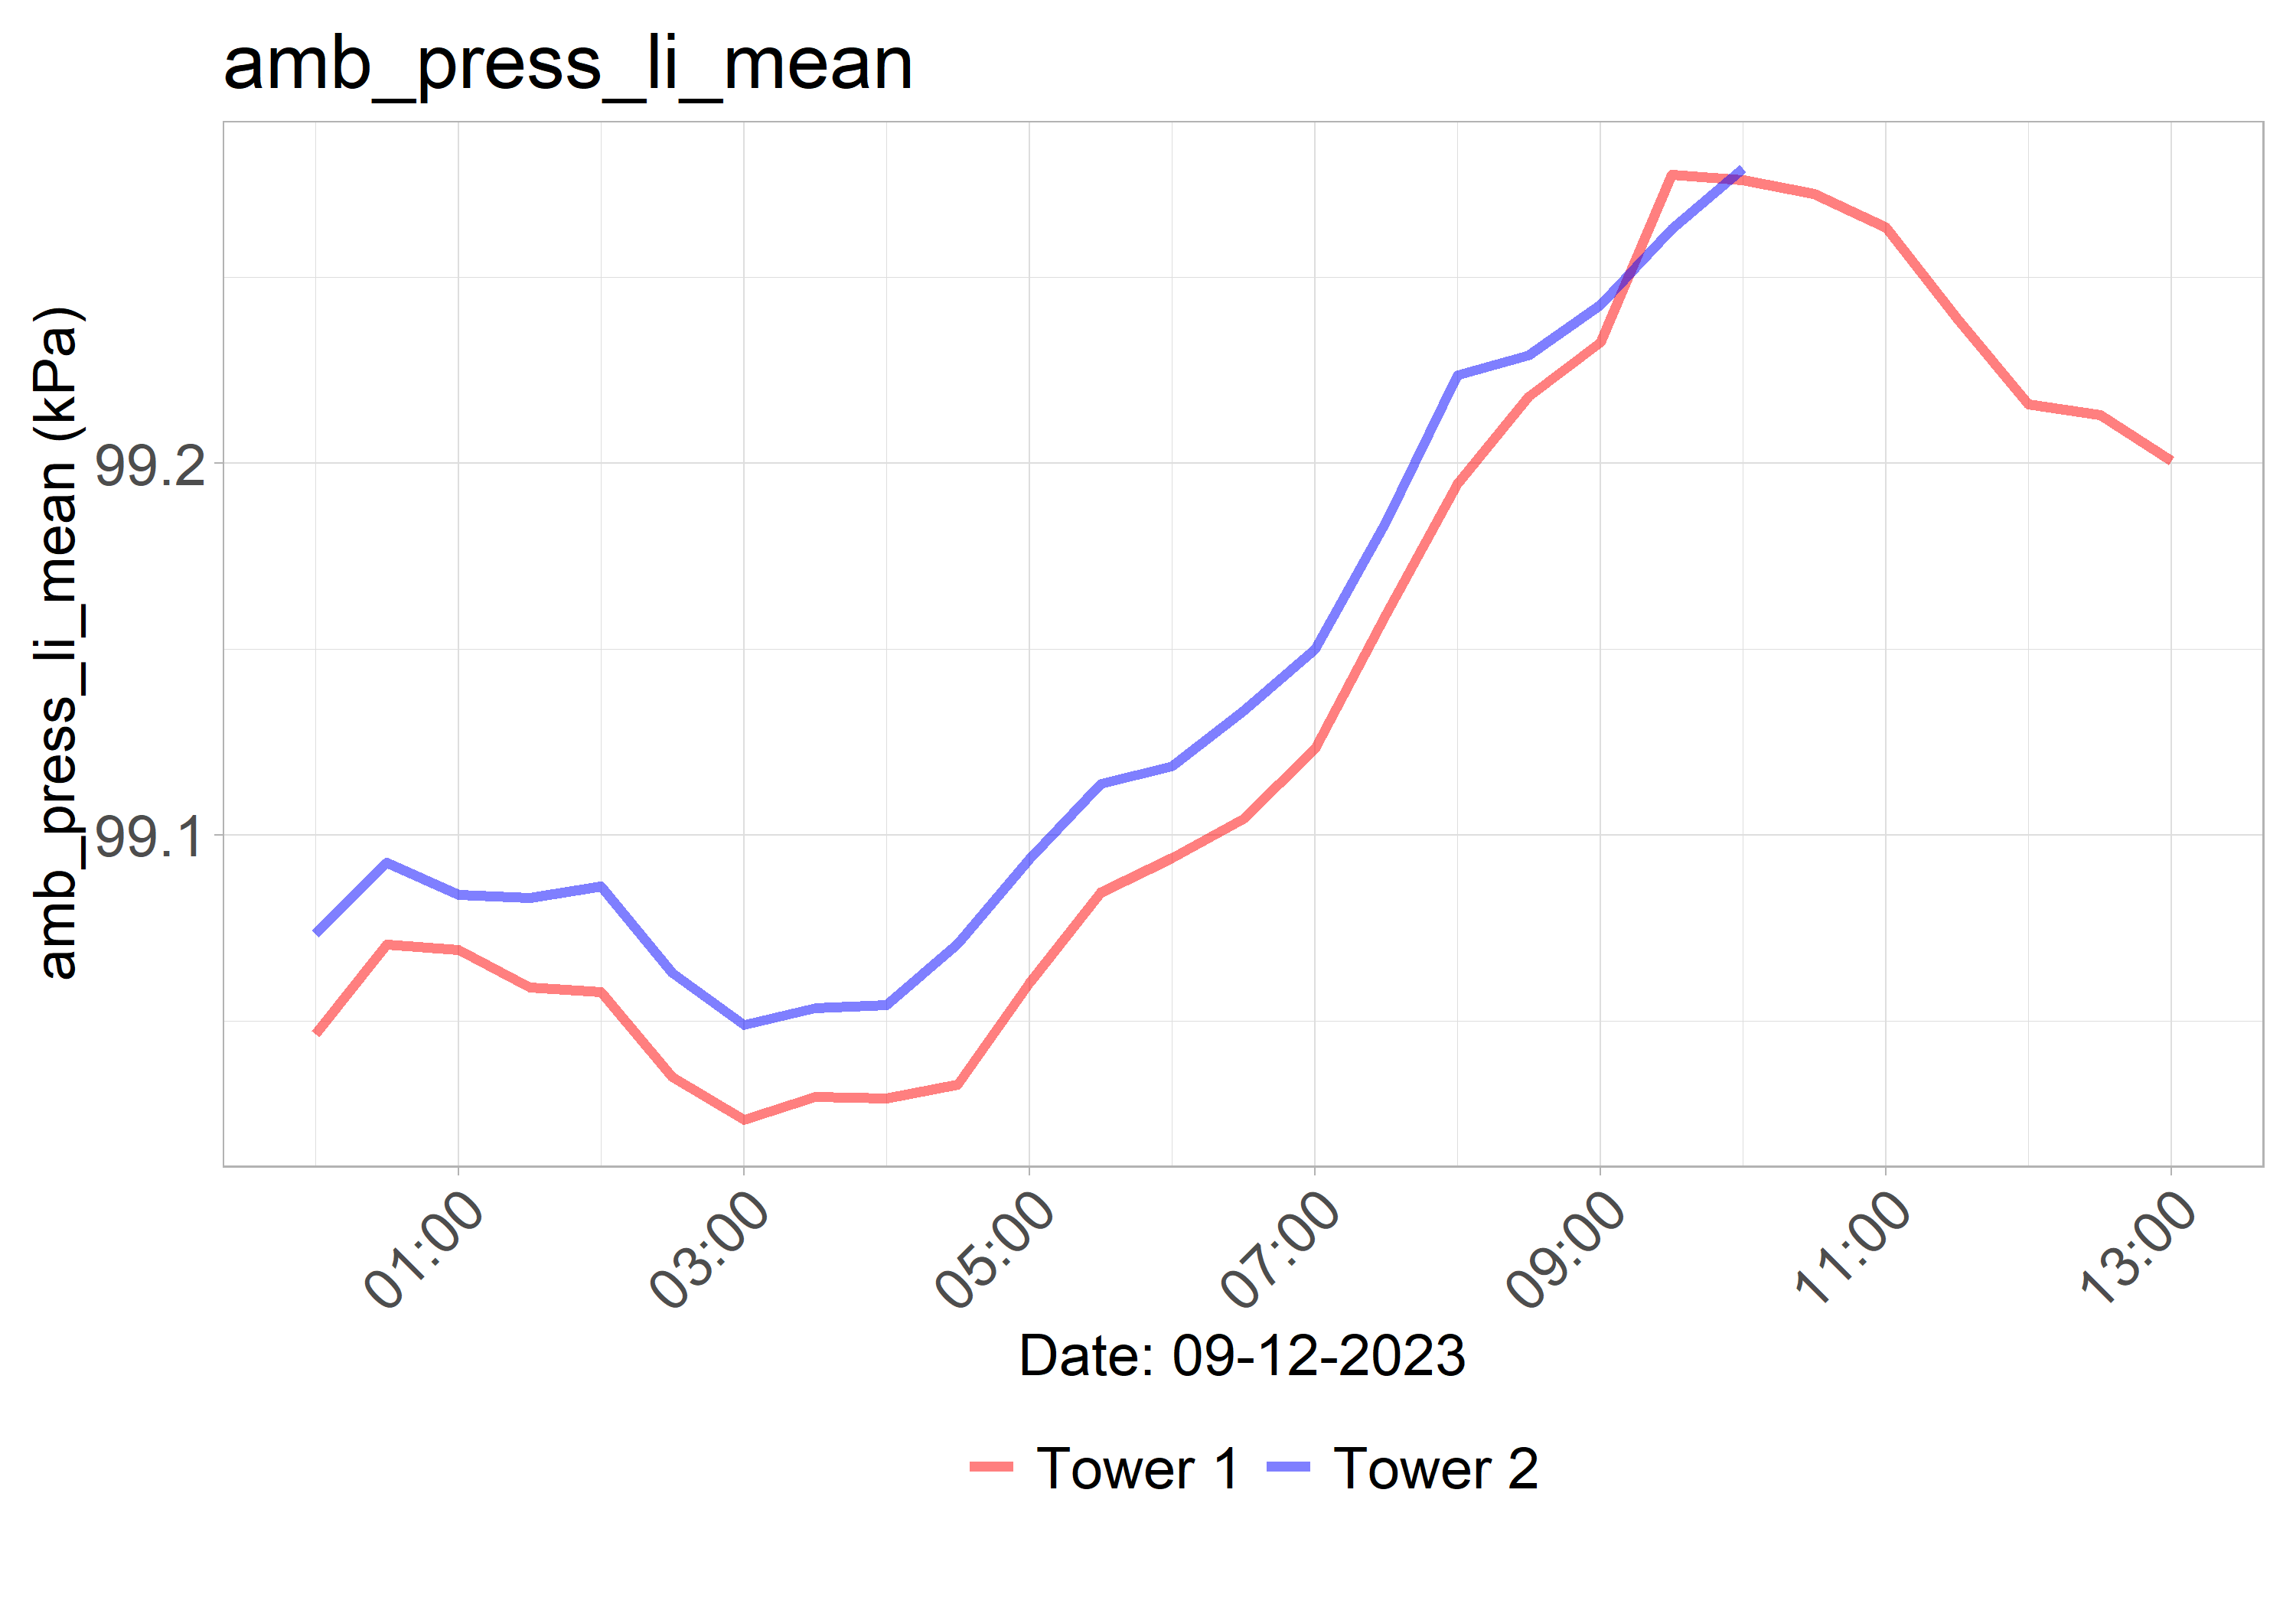 amb_press_li_mean
amb_press_li_mean (kPa)
99.2
99.1
01:00 03:00 05:00 07:00 09:00 11:00 13:00
Date: 09-12-2023
Tower 1 Tower 2